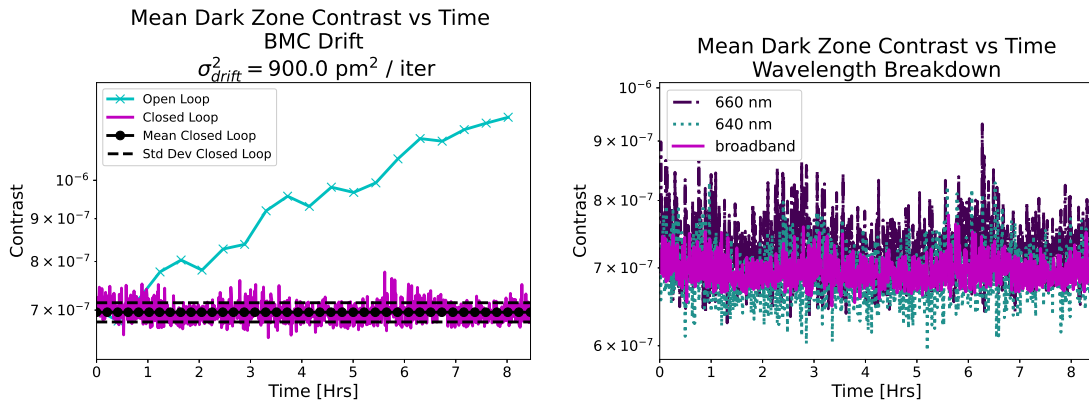 Mean Dark Zone Contrast vs Time
BMC Drift
σ²_drift = 900.0 pm² / iter
Open Loop
Closed Loop
Mean Closed Loop
Std Dev Closed Loop
Contrast
10⁻⁶
9 × 10⁻⁷
8 × 10⁻⁷
7 × 10⁻⁷
0 1 2 3 4 5 6 7 8
Time [Hrs]
Mean Dark Zone Contrast vs Time
Wavelength Breakdown
660 nm
640 nm
broadband
Contrast
10⁻⁶
9 × 10⁻⁷
8 × 10⁻⁷
7 × 10⁻⁷
6 × 10⁻⁷
0 1 2 3 4 5 6 7 8
Time [Hrs]